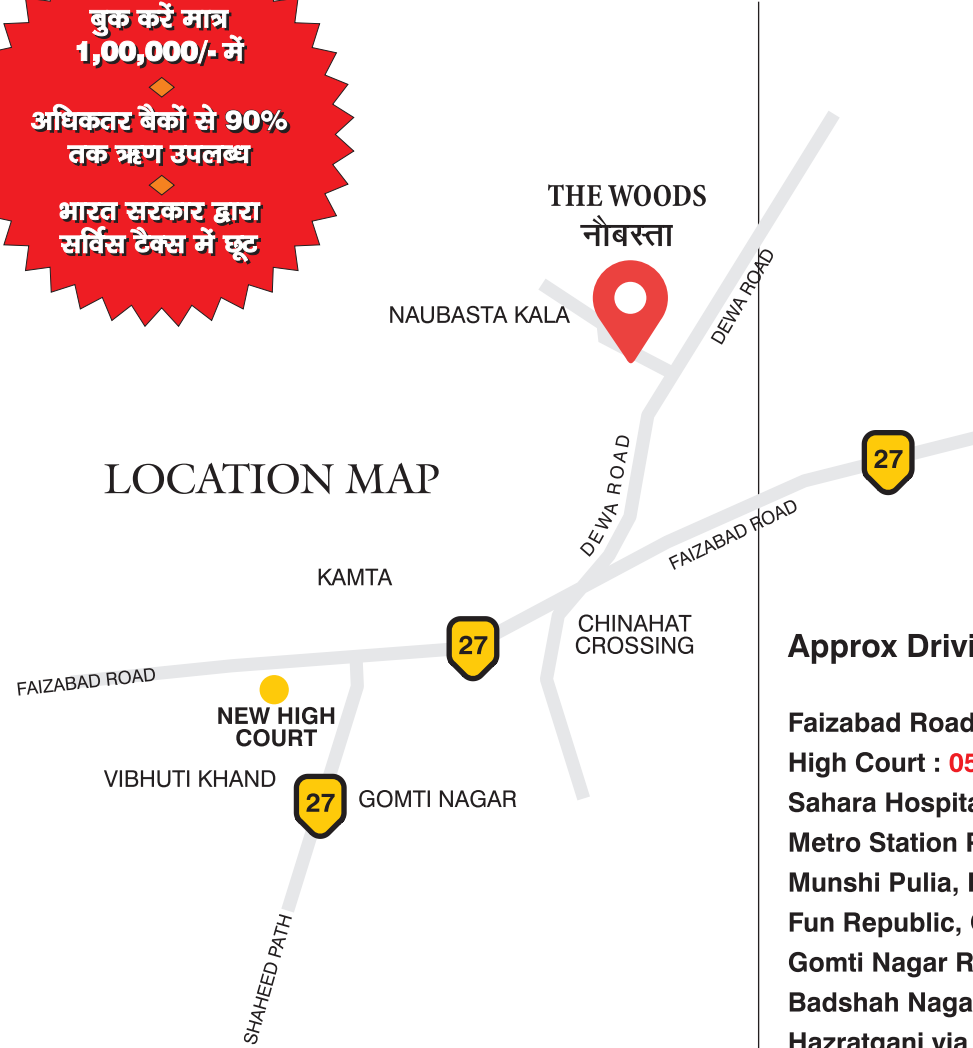 बुक करें मात्र
1,00,000/- में
अधिकतर बैकों से 90%
तक ऋण उपलब्ध
भारत सरकार द्वारा
सर्विस टैक्स में छूट
THE WOODS
नौबस्ता
NAUBASTA KALA
DEWA ROAD
LOCATION MAP
DEWA ROAD
27
FAIZABAD ROAD
KAMTA
CHINAHAT
CROSSING
27
FAIZABAD ROAD
NEW HIGH
COURT
VIBHUTI KHAND
27
GOMTI NAGAR
SHAHEED PATH
Approx Drivi
Faizabad Road
High Court : 05
Sahara Hospita
Metro Station
Munshi Pulia,
Fun Republic,
Gomti Nagar R
Badshah Naga
Hazratganj via